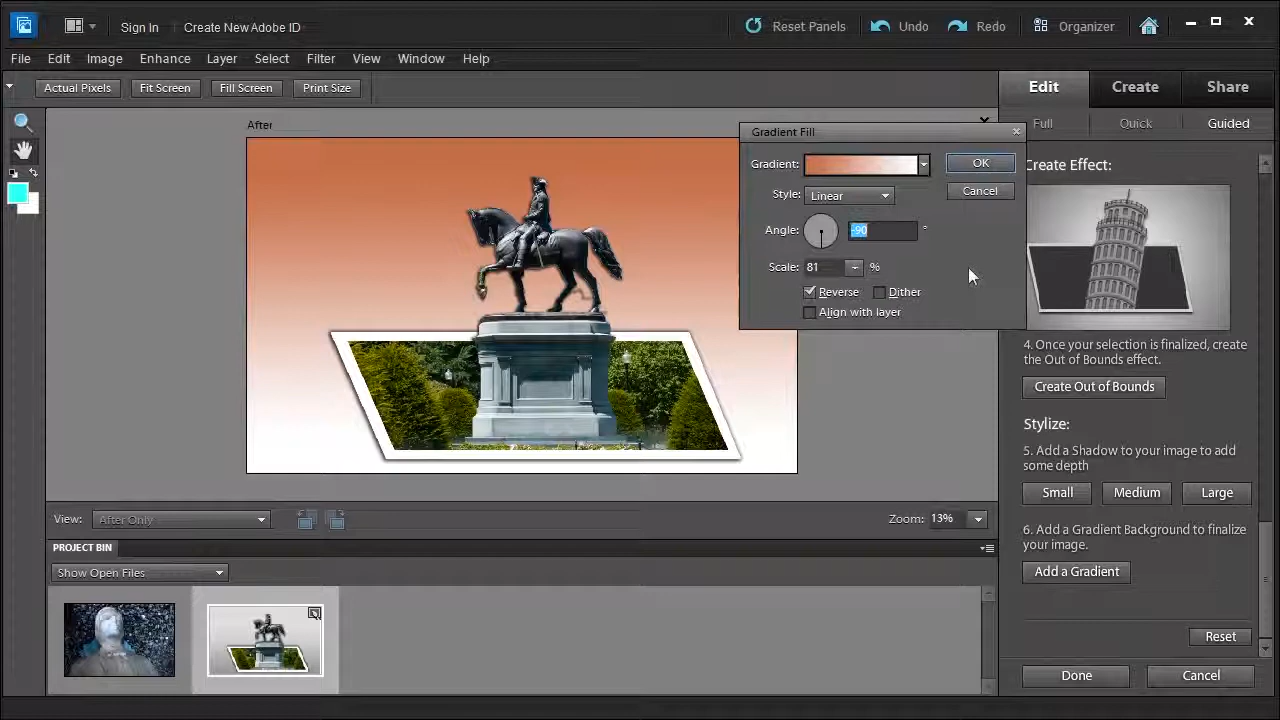 Sign In Create New Adobe ID Reset Panels Undo Redo Organizer
File Edit Image Enhance Layer Select Filter View Window Help
Actual Pixels Fit Screen Fill Screen Print Size
Edit Create Share
Full Quick Guided
After
Gradient Fill
Gradient: OK
Style: Linear Cancel
Angle: -90 °
Scale: 81 %
Reverse Dither
Align with layer
Create Effect:
4. Once your selection is finalized, create
the Out of Bounds effect.
Create Out of Bounds
Stylize:
5. Add a Shadow to your image to add
some depth
Small Medium Large
6. Add a Gradient Background to finalize
your image.
Add a Gradient
Reset
Done Cancel
View: After Only Zoom: 13%
PROJECT BIN
Show Open Files